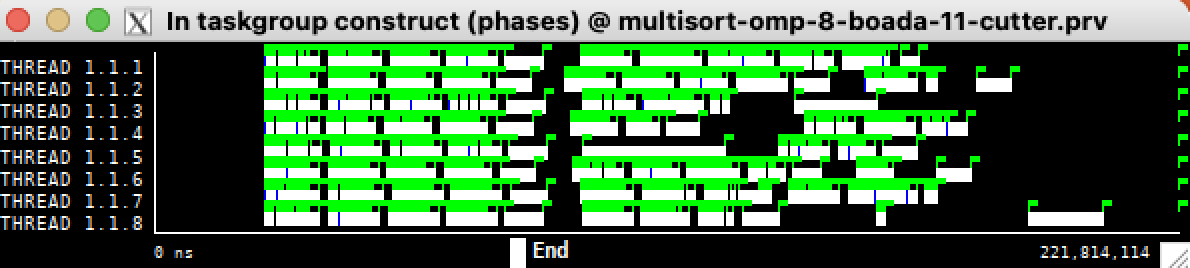 In taskgroup construct (phases) @ multisort-omp-8-boada-11-cutter.prv
THREAD 1.1.1
THREAD 1.1.2
THREAD 1.1.3
THREAD 1.1.4
THREAD 1.1.5
THREAD 1.1.6
THREAD 1.1.7
THREAD 1.1.8
0 ns
End
221,814,114